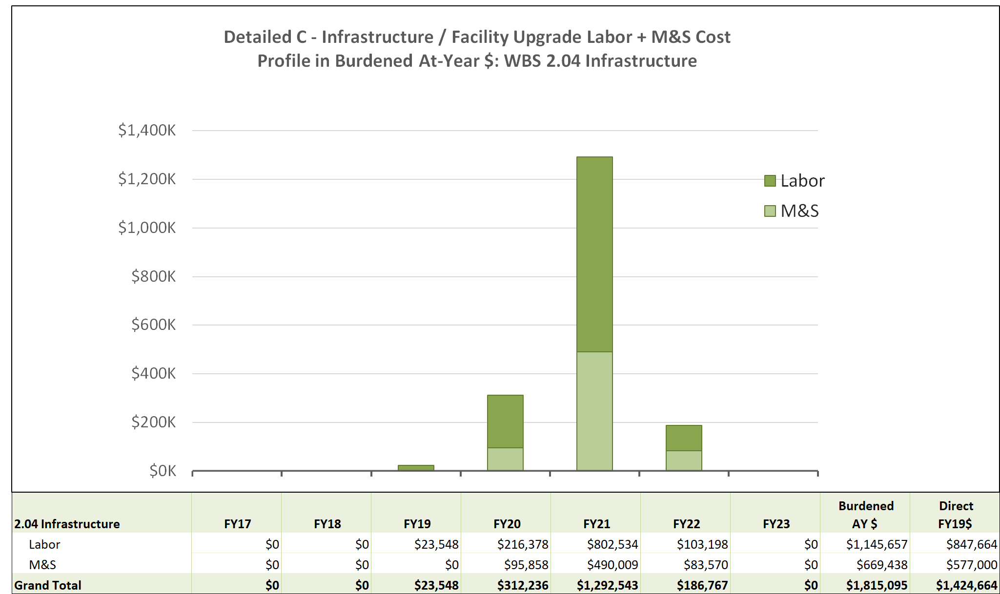 Detailed C - Infrastructure / Facility Upgrade Labor + M&S Cost
Profile in Burdened At-Year $: WBS 2.04 Infrastructure
$1,400K
$1,200K
$1,000K
$800K
$600K
$400K
$200K
$0K
Labor
M&S
2.04 Infrastructure FY17 FY18 FY19 FY20 FY21 FY22 FY23 Burdened AY $ Direct FY19$
Labor $0 $0 $23,548 $216,378 $802,534 $103,198 $0 $1,145,657 $847,664
M&S $0 $0 $0 $95,858 $490,009 $83,570 $0 $669,438 $577,000
Grand Total $0 $0 $23,548 $312,236 $1,292,543 $186,767 $0 $1,815,095 $1,424,664